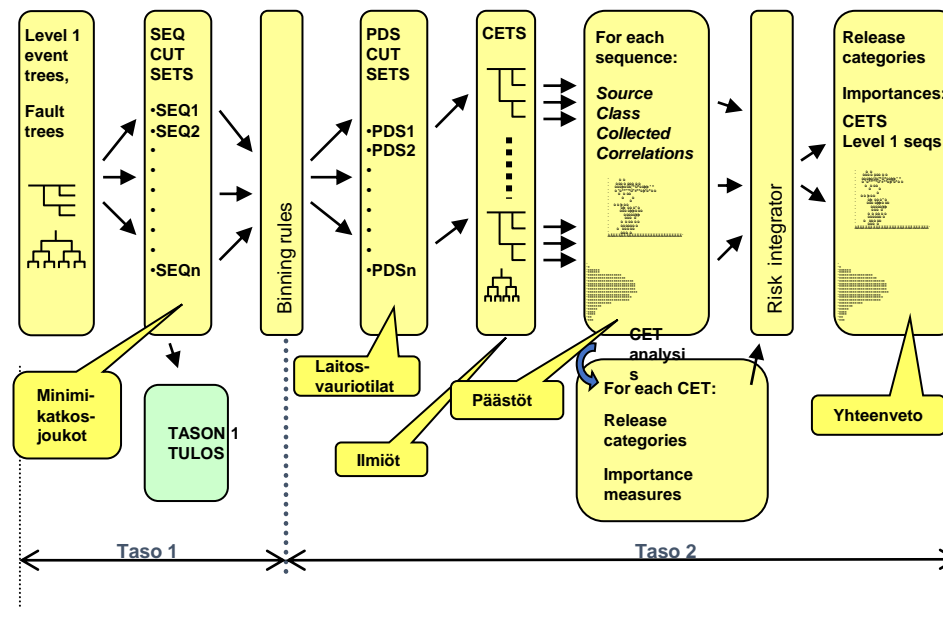 Level 1
event
trees,
Fault
trees
SEQ
CUT
SETS
•SEQ1
•SEQ2
•
•
•
•
•
•
•SEQn
Binning rules
PDS
CUT
SETS
•PDS1
•PDS2
•
•
•
•
•
•PDSn
CETS
For each
sequence:
Source
Class
Collected
Correlations
Risk integrator
Release
categories
Importances:
CETS
Level 1 seqs
CET
analysi
s
For each CET:
Release
categories
Importance
measures
Minimi-
katkos-
joukot
TASON 1
TULOS
Laitos-
vauriotilat
Ilmiöt
Päästöt
Yhteenveto
Taso 1
Taso 2